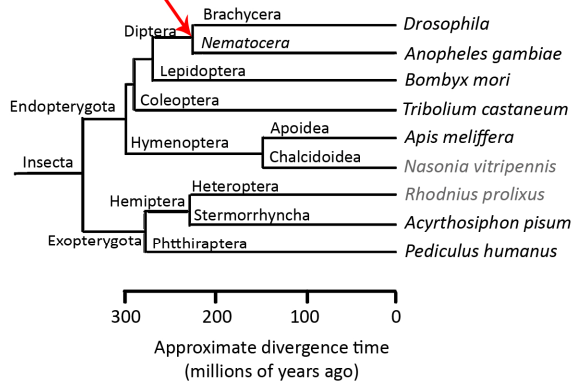 Brachycera
Drosophila
Diptera
Nematocera
Anopheles gambiae
Lepidoptera
Bombyx mori
Endopterygota
Coleoptera
Tribolium castaneum
Apoidea
Apis meliffera
Hymenoptera
Chalcidoidea
Nasonia vitripennis
Insecta
Heteroptera
Rhodnius prolixus
Hemiptera
Stermorrhyncha
Acyrthosiphon pisum
Exopterygota
Phtthiraptera
Pediculus humanus
300 200 100 0
Approximate divergence time
(millions of years ago)